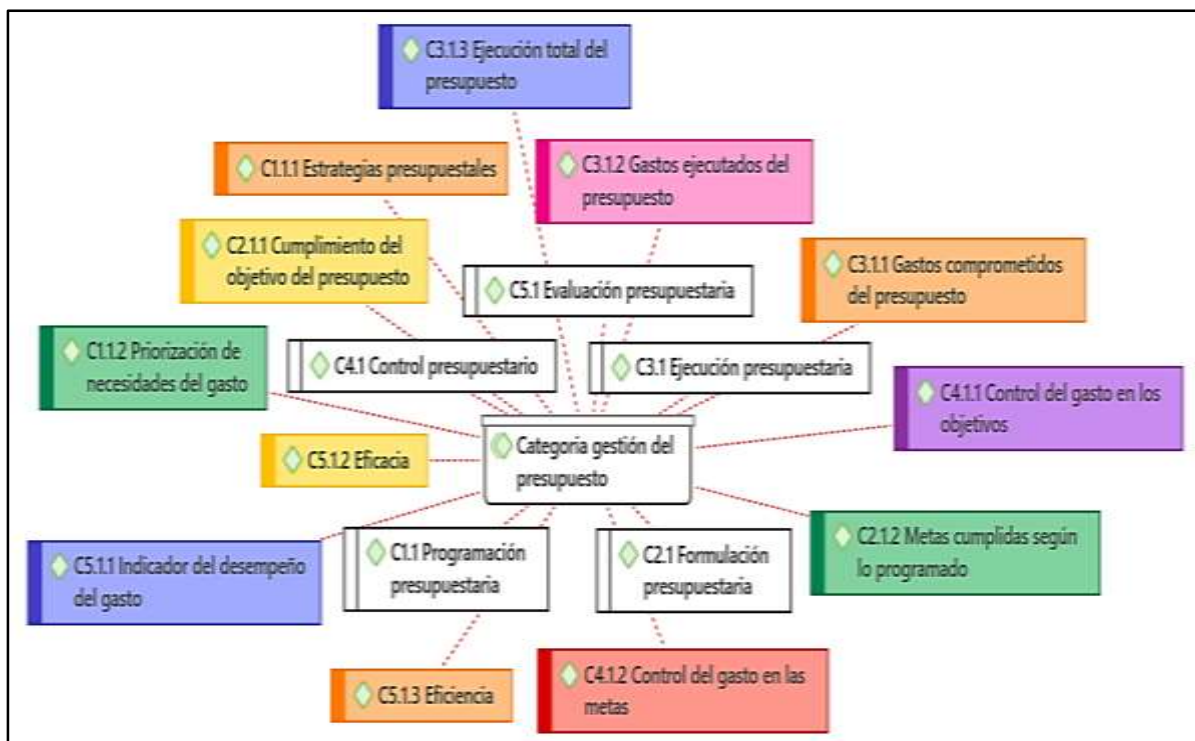 C3.1.3 Ejecución total del
presupuesto
C1.1.1 Estrategias presupuestales
C3.1.2 Gastos ejecutados del
presupuesto
C2.1.1 Cumplimiento del
objetivo del presupuesto
C3.1.1 Gastos comprometidos
del presupuesto
C5.1 Evaluación presupuestaria
C1.1.2 Priorización de
necesidades del gasto
C4.1 Control presupuestario
C3.1 Ejecución presupuestaria
C4.1.1 Control del gasto en los
objetivos
Categoria gestión del
presupuesto
C5.1.2 Eficacia
C5.1.1 Indicador del desempeño
del gasto
C1.1 Programación
presupuestaria
C2.1 Formulación
presupuestaria
C2.1.2 Metas cumplidas según
lo programado
C5.1.3 Eficiencia
C4.1.2 Control del gasto en las
metas